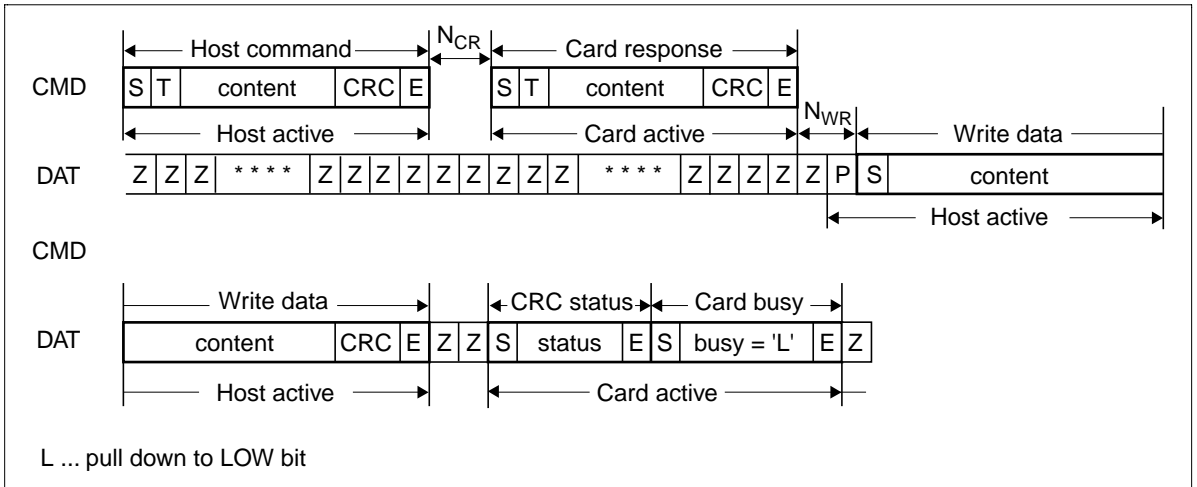 Host command N_CR Card response
CMD S T content CRC E S T content CRC E
Host active Card active N_WR Write data
DAT Z Z Z * * * * Z Z Z Z Z Z Z Z Z * * * * Z Z Z Z Z P S content
Host active
CMD
Write data CRC status Card busy
DAT content CRC E Z Z S status E S busy = 'L' E Z
Host active Card active
L ... pull down to LOW bit